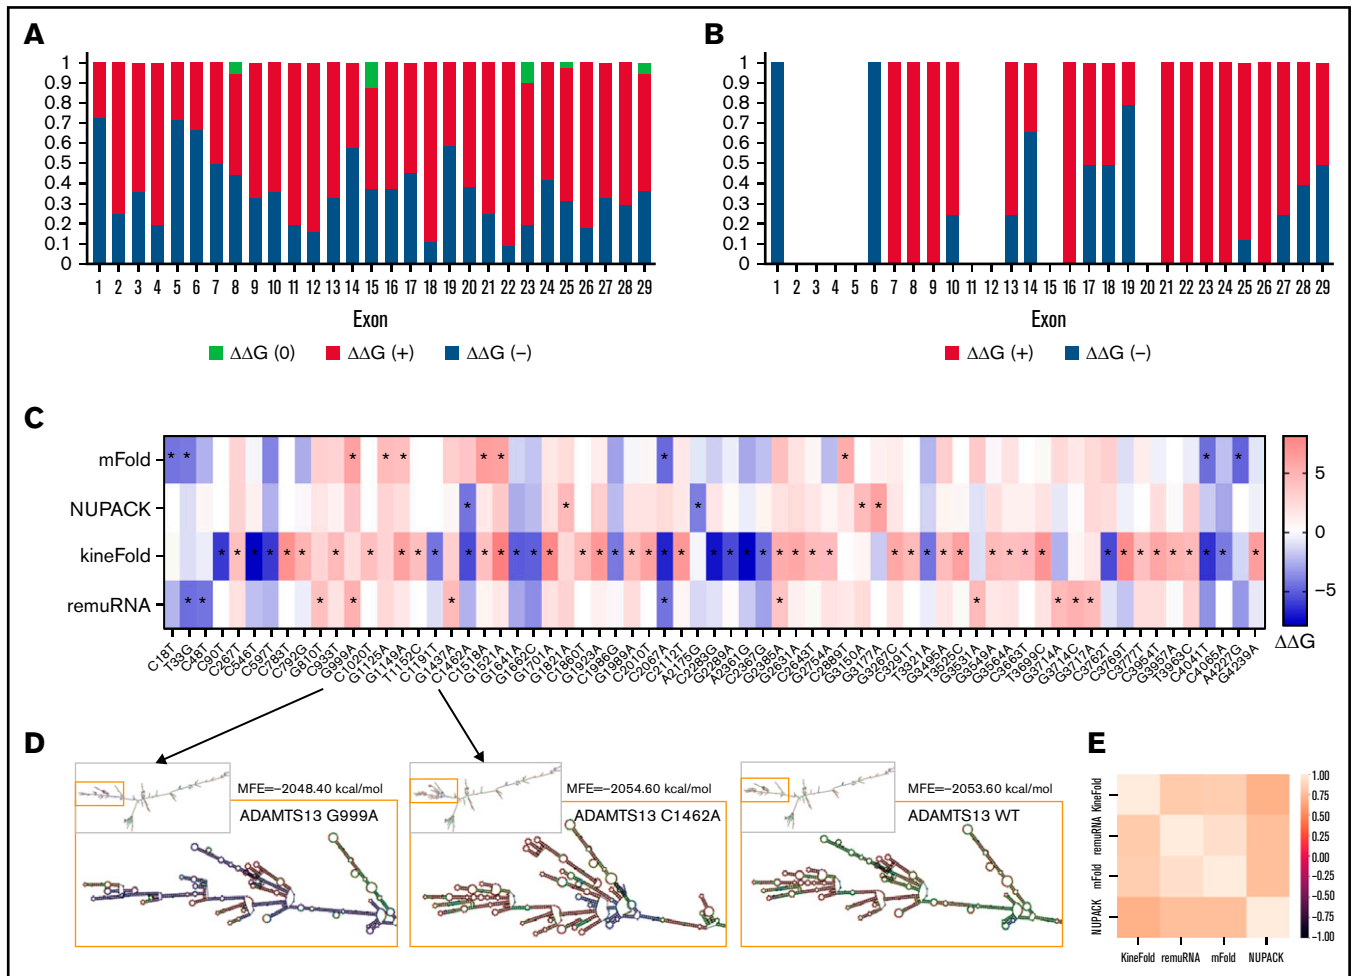 A
B
1
0.9
0.8
0.7
0.6
0.5
0.4
0.3
0.2
0.1
0
1 2 3 4 5 6 7 8 9 10 11 12 13 14 15 16 17 18 19 20 21 22 23 24 25 26 27 28 29
Exon
ΔΔG (0) ΔΔG (+) ΔΔG (−)
1
0.9
0.8
0.7
0.6
0.5
0.4
0.3
0.2
0.1
0
1 2 3 4 5 6 7 8 9 10 11 12 13 14 15 16 17 18 19 20 21 22 23 24 25 26 27 28 29
Exon
ΔΔG (+) ΔΔG (−)
C
mFold
NUPACK
kineFold
remuRNA
5
0
−5
ΔΔG
C18T T33G C48T C90T C267T C546T C597T C783T C792G G810T C933T G999A C1020T G1125A T1149A T1152C C1191T G1437A C1462A C1518A G1521A G1641A G1662C G1701A G1821A C1860T G1923A C1986G G1989A C2010T C2067A C2112T A2175G C2283G G2289A A2361G C2367G G2385A G2631A C2643T G2754A C2889T G3150A G3177A G3267C C3291T T3321A G3495A T3525C G3531A G3549A G3564A C3663T T3699C G3714A G3714C G3717A C3762T C3769T C3777T C3954T G3957A T3963C C4041T C4065A A4227G G4239A
D
MFE=−2048.40 kcal/mol
ADAMTS13 G999A
MFE=−2054.60 kcal/mol
ADAMTS13 C1462A
MFE=−2053.60 kcal/mol
ADAMTS13 WT
E
KineFold
remuRNA
mFold
NUPACK
KineFold remuRNA mFold NUPACK
1.00
0.75
0.50
0.25
0.00
−0.25
−0.50
−0.75
−1.00